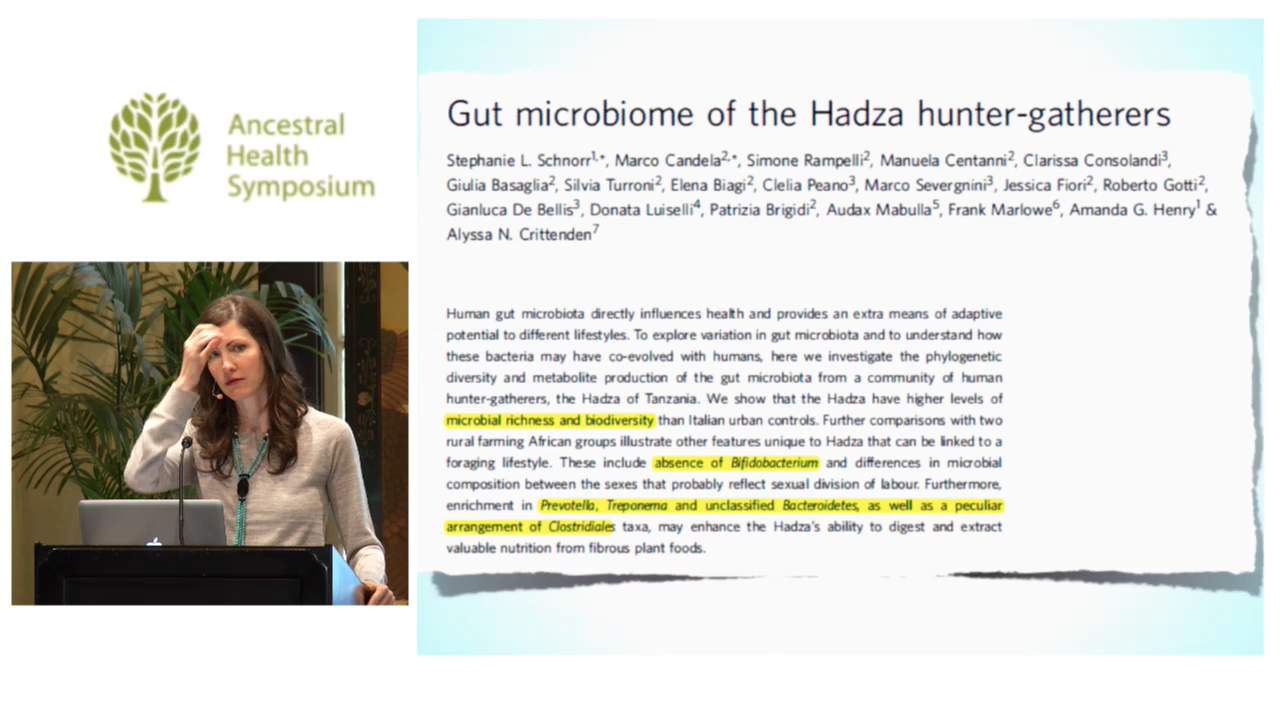 Ancestral
Health
Symposium
Gut microbiome of the Hadza hunter-gatherers
Stephanie L. Schnorr1,*, Marco Candela2,*, Simone Rampelli2, Manuela Centanni2, Clarissa Consolandi3,
Giulia Basaglia2, Silvia Turroni2, Elena Biagi2, Clelia Peano3, Marco Severgnini3, Jessica Fiori2, Roberto Gotti2,
Gianluca De Bellis3, Donata Luiselli4, Patrizia Brigidi2, Audax Mabulla5, Frank Marlowe6, Amanda G. Henry1 &
Alyssa N. Crittenden7
Human gut microbiota directly influences health and provides an extra means of adaptive
potential to different lifestyles. To explore variation in gut microbiota and to understand how
these bacteria may have co-evolved with humans, here we investigate the phylogenetic
diversity and metabolite production of the gut microbiota from a community of human
hunter-gatherers, the Hadza of Tanzania. We show that the Hadza have higher levels of
microbial richness and biodiversity than Italian urban controls. Further comparisons with two
rural farming African groups illustrate other features unique to Hadza that can be linked to a
foraging lifestyle. These include absence of Bifidobacterium and differences in microbial
composition between the sexes that probably reflect sexual division of labour. Furthermore,
enrichment in Prevotella, Treponema and unclassified Bacteroidetes, as well as a peculiar
arrangement of Clostridiales taxa, may enhance the Hadza's ability to digest and extract
valuable nutrition from fibrous plant foods.